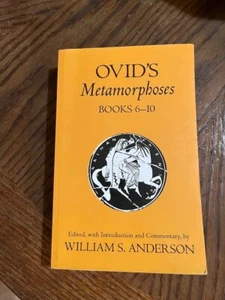 OVID'S
Metamorphoses
BOOKS 6–10
Edited, with Introduction and Commentary, by
WILLIAM S. ANDERSON